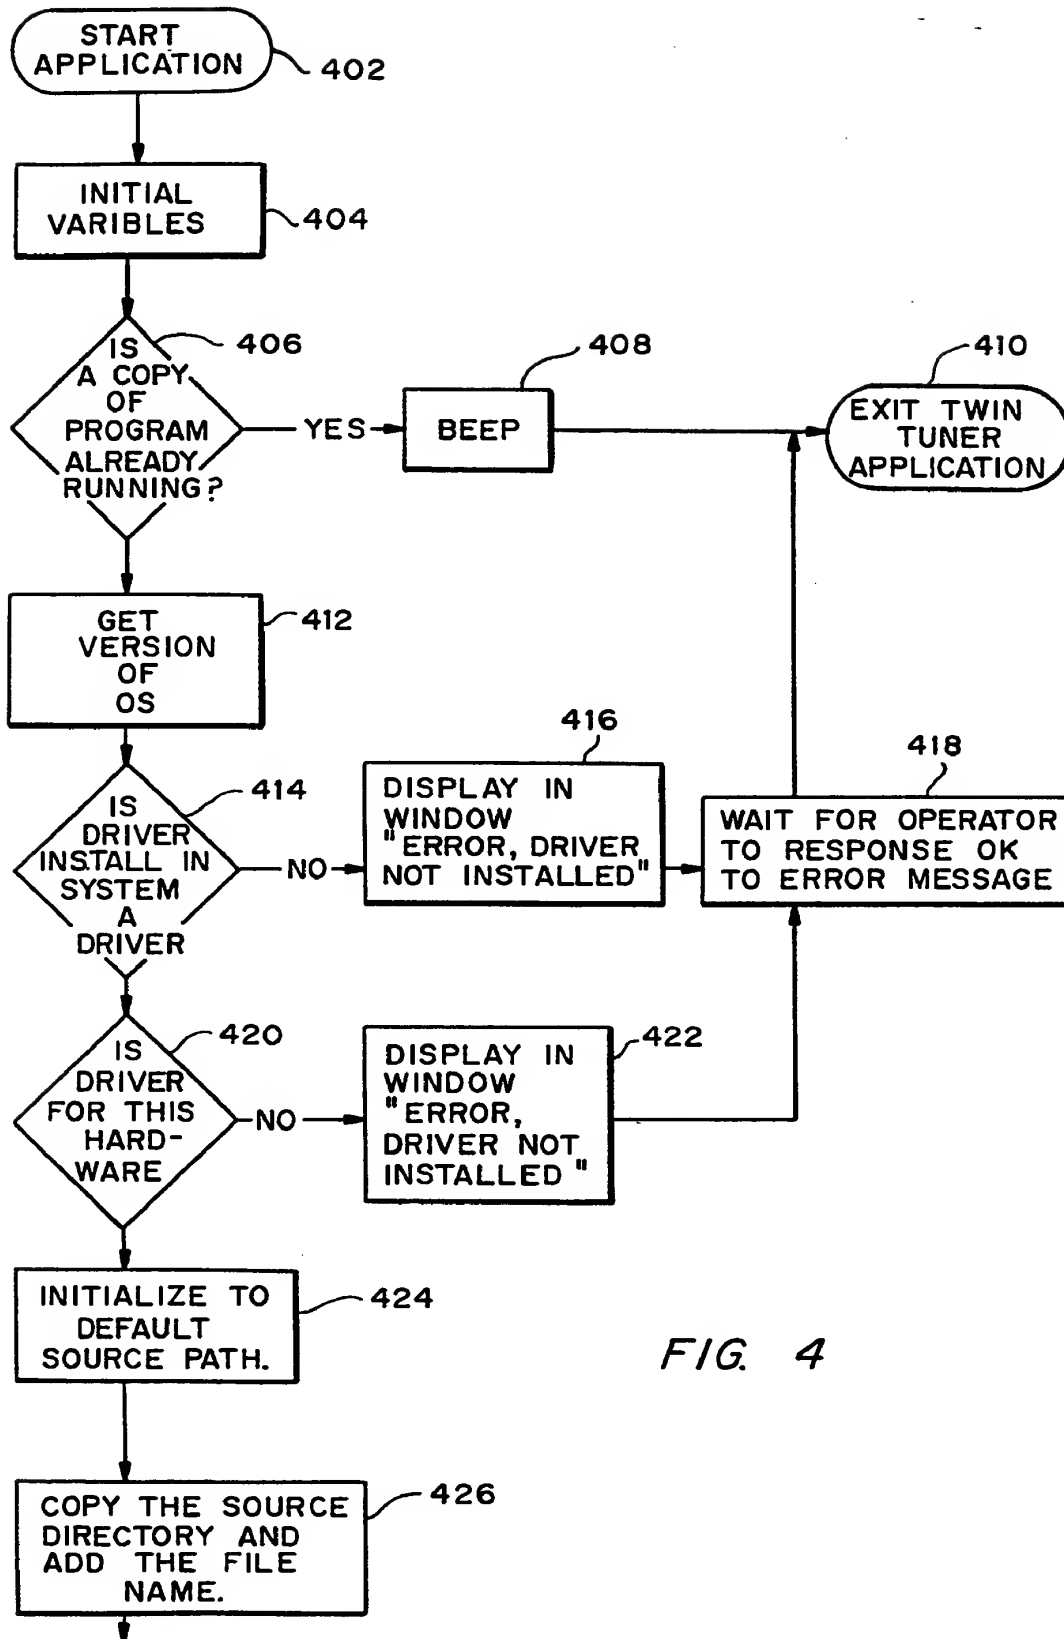 START
APPLICATION
402
INITIAL
VARIBLES
404
IS
A COPY
OF
PROGRAM
ALREADY
RUNNING?
406
YES
BEEP
408
EXIT TWIN
TUNER
APPLICATION
410
GET
VERSION
OF
OS
412
IS
DRIVER
INSTALL IN
SYSTEM
A
DRIVER
414
NO
DISPLAY IN
WINDOW
"ERROR, DRIVER
NOT INSTALLED"
416
WAIT FOR OPERATOR
TO RESPONSE OK
TO ERROR MESSAGE
418
IS
DRIVER
FOR THIS
HARD-
WARE
420
NO
DISPLAY IN
WINDOW
"ERROR,
DRIVER NOT
INSTALLED"
422
INITIALIZE TO
DEFAULT
SOURCE PATH.
424
COPY THE SOURCE
DIRECTORY AND
ADD THE FILE
NAME.
426
FIG. 4